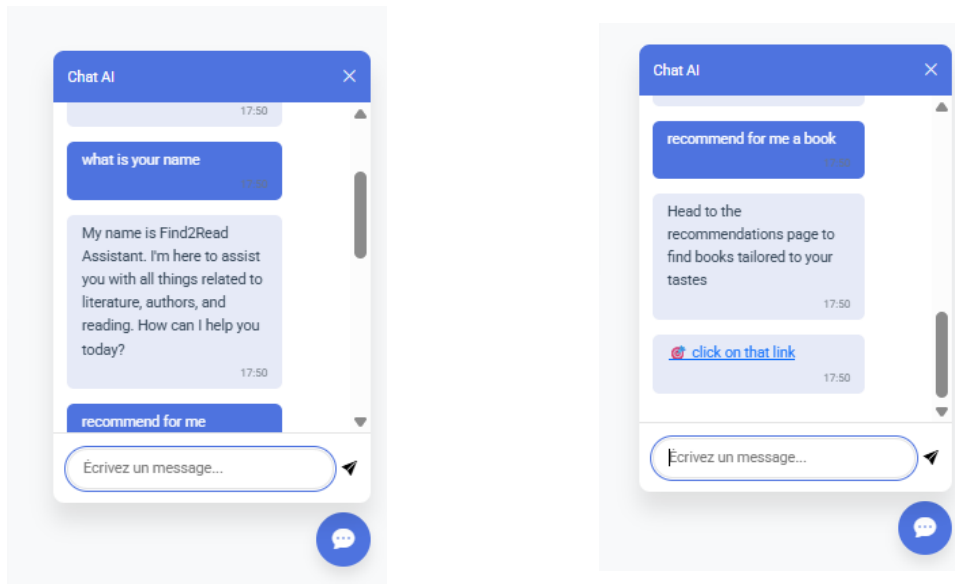 Chat AI
17:50
what is your name
My name is Find2Read
Assistant. I'm here to assist
you with all things related to
literature, authors, and
reading. How can I help you
today?
17:50
recommend for me
Écrivez un message...
Chat AI
recommend for me a book
Head to the
recommendations page to
find books tailored to your
tastes
17:50
click on that link
17:50
Écrivez un message...